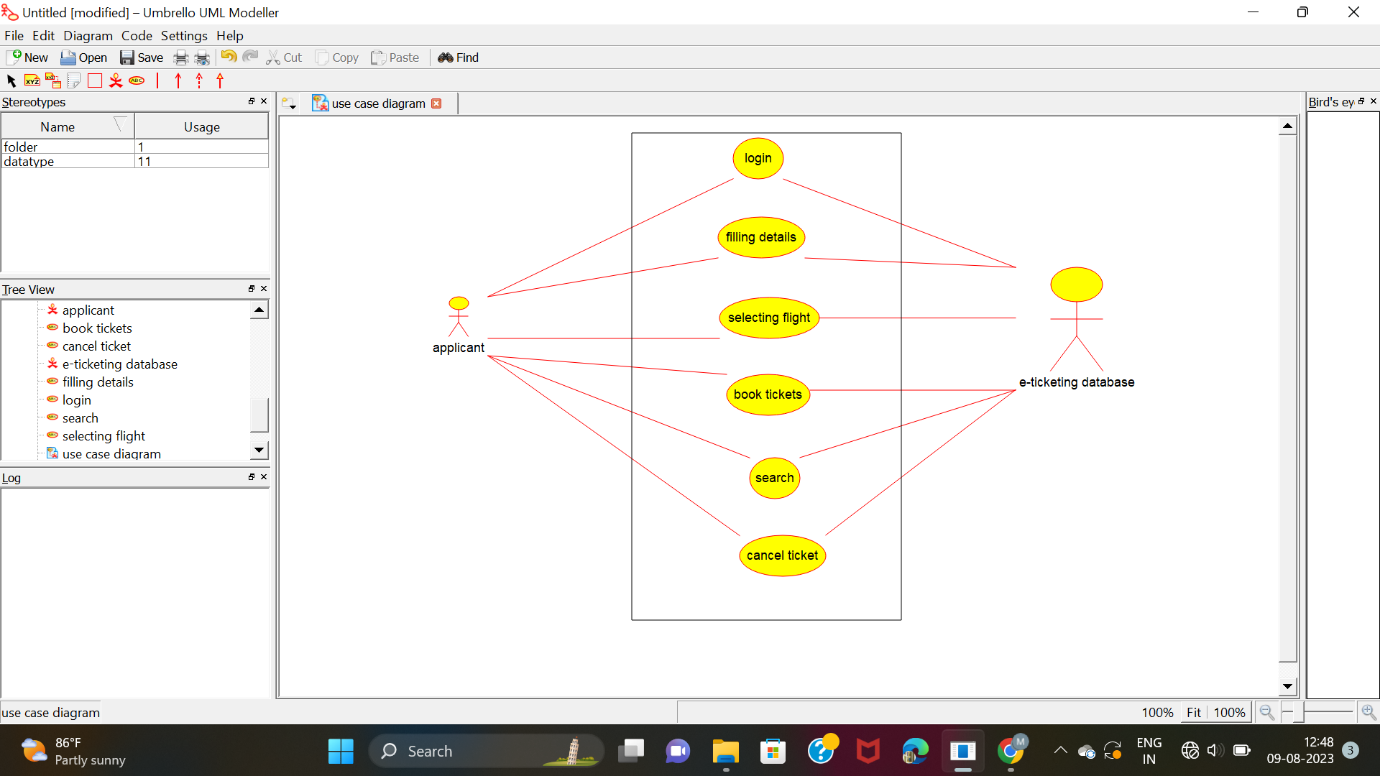 Untitled [modified] – Umbrello UML Modeller
File Edit Diagram Code Settings Help
New Open Save Cut Copy Paste Find
XYZ ABC
Stereotypes
Name Usage
folder 1
datatype 11
Tree View
applicant
book tickets
cancel ticket
e-ticketing database
filling details
login
search
selecting flight
use case diagram
Log
use case diagram
login
filling details
selecting flight
book tickets
search
cancel ticket
applicant
e-ticketing database
Bird's ey
use case diagram
100% Fit 100%
86°F
Partly sunny
Search
M
ENG
IN
12:48
09-08-2023
3